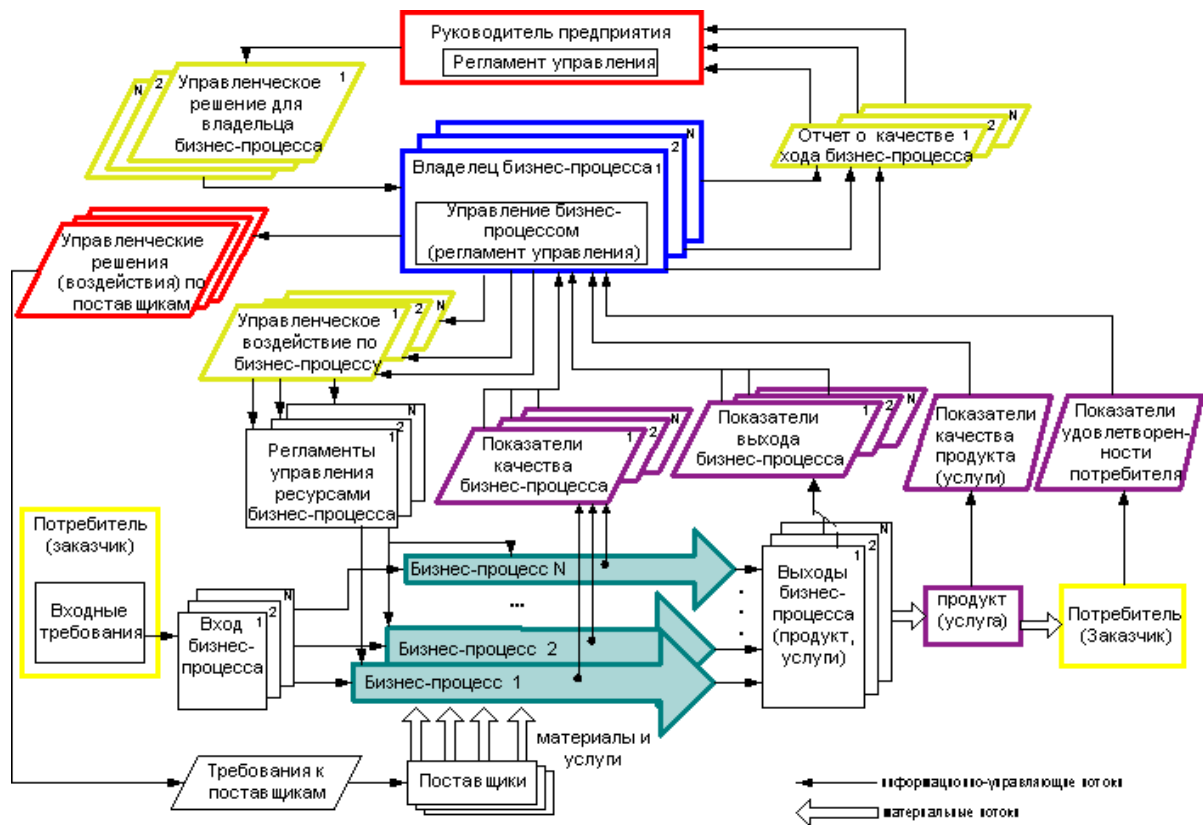 Руководитель предприятия
Регламент управления
Управленческое
решение для
владельца
бизнес-процесса
1
2
N
Отчет о качестве
хода бизнес-процесса
1
2
N
Владелец бизнес-процесса
1
2
N
Управление бизнес-
процессом
(регламент управления)
Управленческие
решения
(воздействия) по
поставщикам
Управленческое
воздействие по
бизнес-процессу
1
2
N
Регламенты
управления
ресурсами
бизнес-процесса
1
2
N
Показатели
качества
бизнес-процесса
1
2
N
Показатели
выхода
бизнес-процесса
1
2
N
Показатели
качества
продукта
(услуги)
Показатели
удовлетворен-
ности
потребителя
Потребитель
(заказчик)
Входные
требования
Вход
бизнес-
процесса
1
2
N
Бизнес-процесс N
...
Бизнес-процесс 2
Бизнес-процесс 1
Выходы
бизнес-
процесса
(продукт,
услуги)
1
2
N
продукт
(услуга)
Потребитель
(Заказчик)
материалы и
услуги
Требования к
поставщикам
Поставщики
информационно-управляющие потоки
материальные потоки